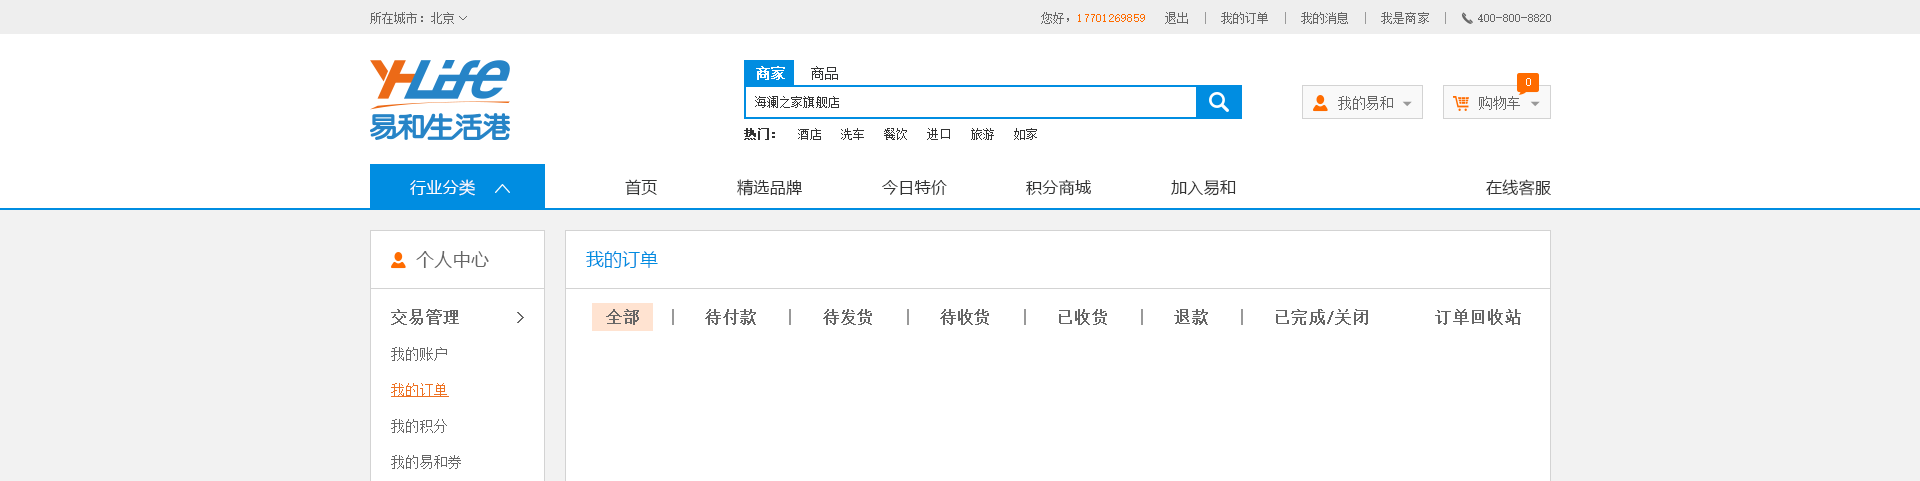 所在城市：北京
您好，17701269859 退出 | 我的订单 | 我的消息 | 我是商家 | 400-800-8820
YHLife
易和生活港
商家 商品
海澜之家旗舰店
热门： 酒店 洗车 餐饮 进口 旅游 如家
我的易和
购物车
0
行业分类 首页 精选品牌 今日特价 积分商城 加入易和 在线客服
个人中心
交易管理
我的账户
我的订单
我的积分
我的易和券
我的订单
全部 | 待付款 | 待发货 | 待收货 | 已收货 | 退款 | 已完成/关闭 订单回收站